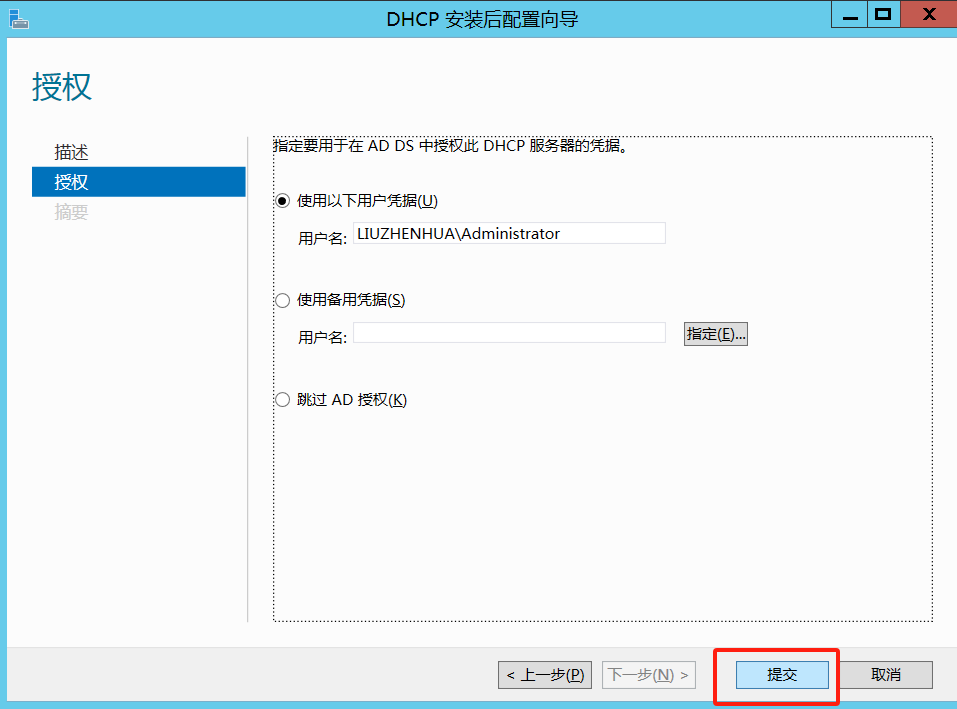 DHCP 安装后配置向导
授权
描述
授权
摘要
指定要用于在 AD DS 中授权此 DHCP 服务器的凭据。
使用以下用户凭据(U)
用户名: LIUZHENHUA\Administrator
使用备用凭据(S)
用户名: 指定(E)...
跳过 AD 授权(K)
< 上一步(P) 下一步(N) > 提交 取消